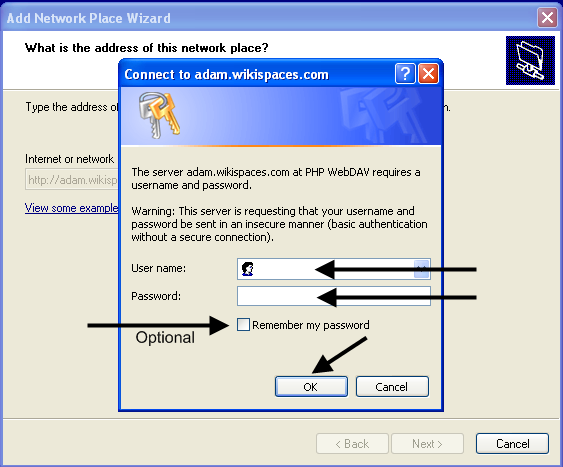 Add Network Place Wizard
What is the address of this network place?
Connect to adam.wikispaces.com
Type the address of
n.
Internet or network
http://adam.wikisp
View some example
The server adam.wikispaces.com at PHP WebDAV requires a
username and password.
Warning: This server is requesting that your username and
password be sent in an insecure manner (basic authentication
without a secure connection).
User name:
Password:
Remember my password
Optional
OK Cancel
< Back Next > Cancel